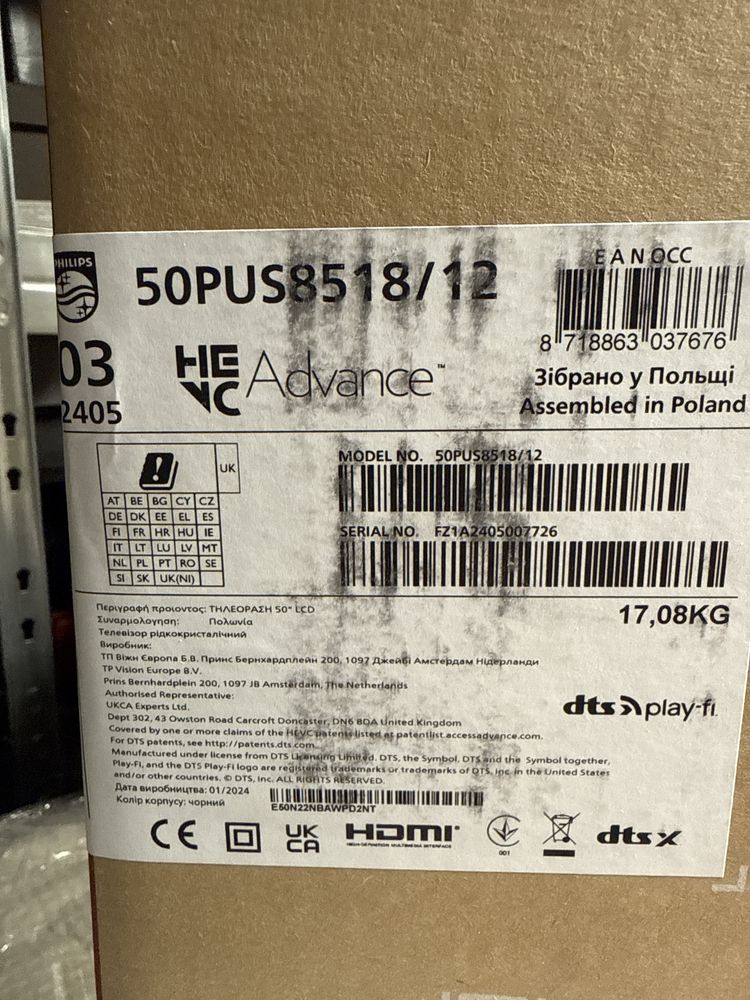 PHILIPS
50PUS8518/12
EANOCC
8 718863 037676
03
2405
HEVC Advance™
Зібрано у Польщі
Assembled in Poland
UK
AT BE BG CY CZ
DE DK EE EL ES
FI FR HR HU IE
IT LT LU LV MT
NL PL PT RO SE
SI SK UK(NI)
MODEL NO. 50PUS8518/12
SERIAL NO. FZ1A2405007726
17,08KG
Περιγραφή προιοντος: ΤΗΛΕΟΡΑΣΗ 50" LCD
Συναρμολόγηση: Πολωνία
Телевізор рідкокристалічний
Виробник:
ТП Віжн Європа Б.В. Принс Бернхардплейн 200, 1097 ДжейБі Амстердам Нідерланди
TP Vision Europe B.V.
Prins Bernhardplein 200, 1097 JB Amsterdam, The Netherlands
Authorised Representative:
UKCA Experts Ltd.
Dept 302, 43 Owston Road Carcroft Doncaster, DN6 8DA United Kingdom
Covered by one or more claims of the HEVC patents listed at patentlist.accessadvance.com.
For DTS patents, see http://patents.dts.com.
Manufactured under license from DTS Licensing Limited. DTS, the Symbol, DTS and the Symbol together,
Play-Fi, and the DTS Play-Fi logo are registered trademarks or trademarks of DTS, Inc. in the United States
and/or other countries. © DTS, Inc. ALL RIGHTS RESERVED.
dts play-fi
Дата виробництва: 01/2024
Колір корпусу: чорний
E50N22NBAWPD2NT
CE
UK
CA
HDMI
HIGH-DEFINITION MULTIMEDIA INTERFACE
001
dts x